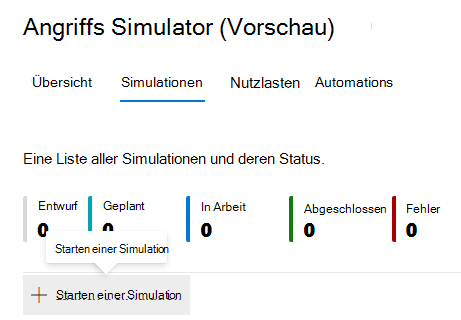 Angriffs Simulator (Vorschau)
Übersicht Simulationen Nutzlasten Automations
Eine Liste aller Simulationen und deren Status.
Entwurf Geplant In Arbeit Abgeschlossen Fehler
0 0 0 0 0
Starten einer Simulation
Starten einer Simulation